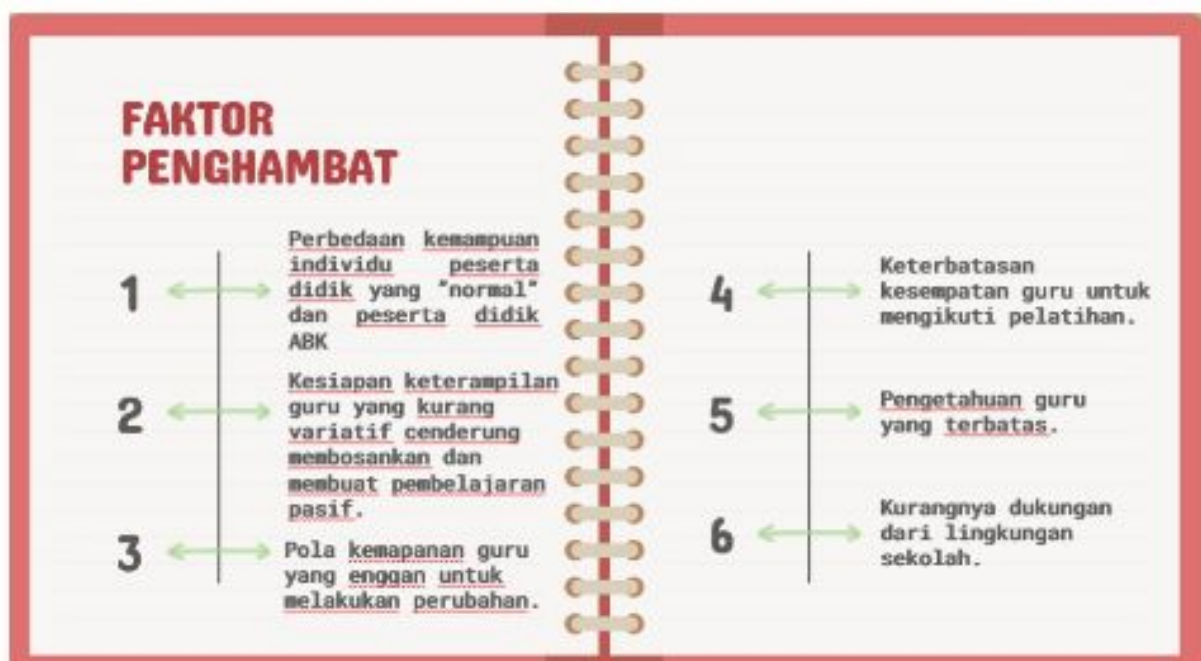 FAKTOR
PENGHAMBAT
1
Perbedaan kemampuan
individu peserta
didik yang "normal"
dan peserta didik
ABK
2
Kesiapan keterampilan
guru yang kurang
variatif cenderung
membosankan dan
membuat pembelajaran
pasif.
3
Pola kemapanan guru
yang enggan untuk
melakukan perubahan.
4
Keterbatasan
kesempatan guru untuk
mengikuti pelatihan.
5
Pengetahuan guru
yang terbatas.
6
Kurangnya dukungan
dari lingkungan
sekolah.